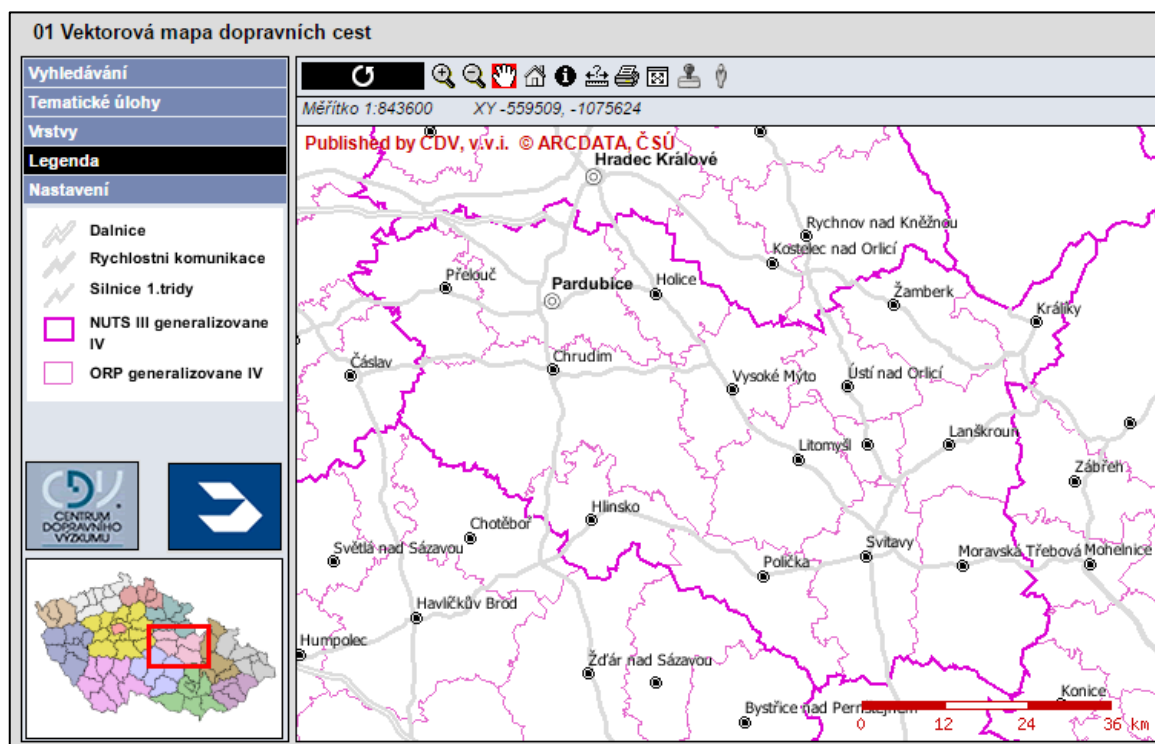 01 Vektorová mapa dopravních cest
Vyhledávání
Tematické úlohy
Vrstvy
Legenda
Nastavení
Dalnice
Rychlostni komunikace
Silnice 1.tridy
NUTS III generalizovane
IV
ORP generalizovane IV
CDV
CENTRUM
DOPRAVNÍHO
VÝZKUMU
Měřítko 1:843600 XY -559509, -1075624
Published by CDV, v.v.i. © ARCDATA, ČSÚ
Hradec Králové
Rychnov nad Kněžnou
Kostelec nad Orlicí
Přelouč
Pardubice
Holice
Žamberk
Králíky
Čáslav
Chrudim
Vysoké Mýto
Ústí nad Orlicí
Litomyšl
Lanškroun
Zábřeh
Hlinsko
Chotěboř
Světlá nad Sázavou
Svitavy
Polička
Moravská Třebová
Mohelnice
Havlíčkův Brod
Humpolec
Žďár nad Sázavou
Bystřice nad Pernštejnem
Konice
0 12 24 36 km